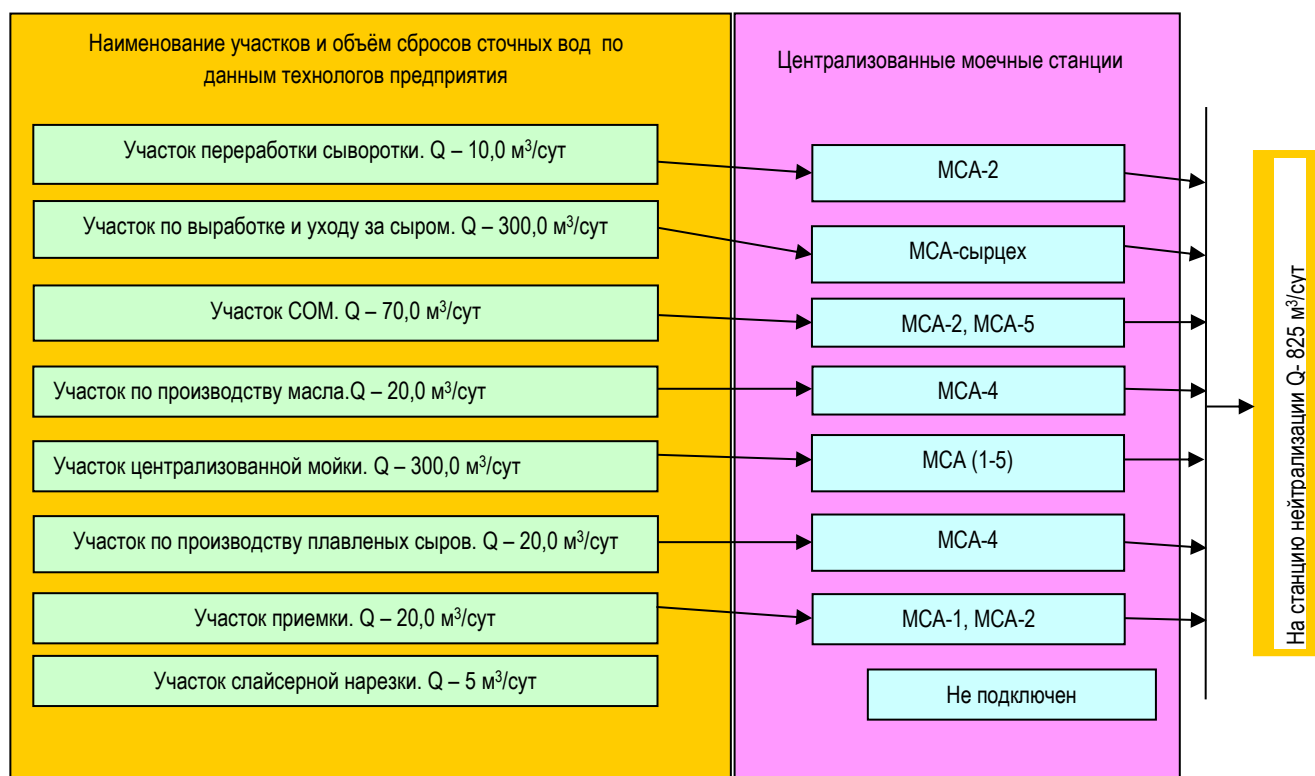 Наименование участков и объём сбросов сточных вод по
данным технологов предприятия
Централизованные моечные станции
Участок переработки сыворотки. Q – 10,0 м³/сут
МСА-2
Участок по выработке и уходу за сыром. Q – 300,0 м³/сут
МСА-сырцех
Участок СОМ. Q – 70,0 м³/сут
МСА-2, МСА-5
Участок по производству масла.Q – 20,0 м³/сут
МСА-4
Участок централизованной мойки. Q – 300,0 м³/сут
МСА (1-5)
Участок по производству плавленых сыров. Q – 20,0 м³/сут
МСА-4
Участок приемки. Q – 20,0 м³/сут
МСА-1, МСА-2
Участок слайсерной нарезки. Q – 5 м³/сут
Не подключен
На станцию нейтрализации Q- 825 м³/сут